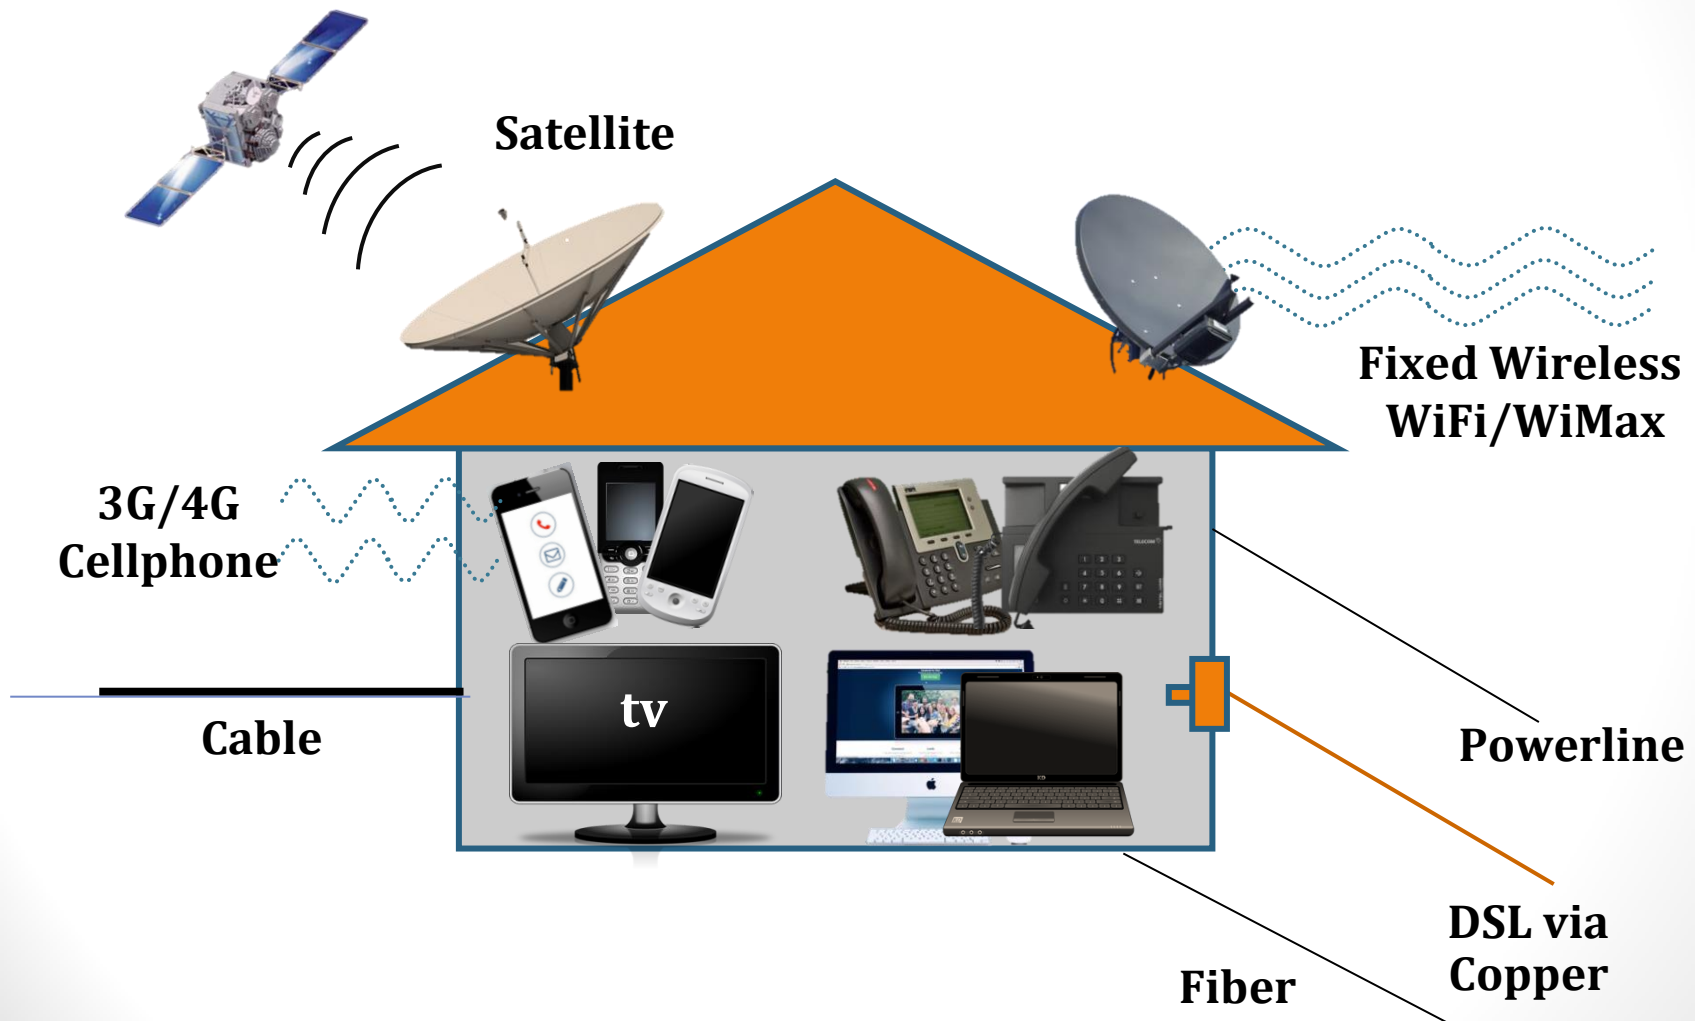 Satellite
Fixed Wireless
WiFi/WiMax
3G/4G
Cellphone
tv
Cable
Powerline
DSL via
Copper
Fiber